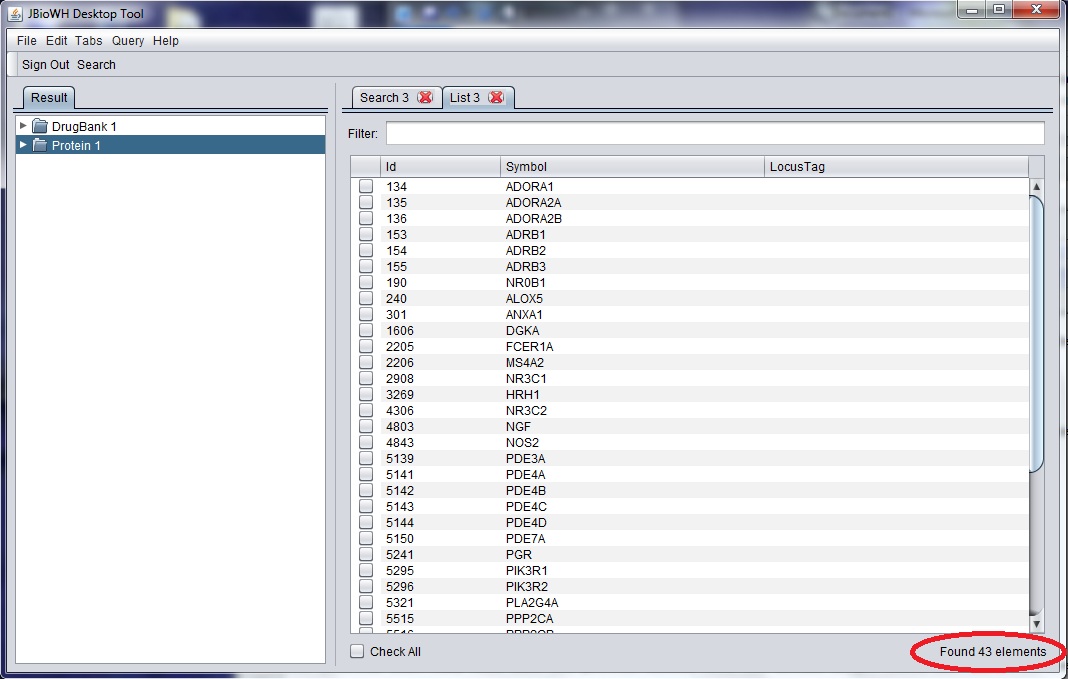 JBioWH Desktop Tool
File Edit Tabs Query Help
Sign Out Search
Result
DrugBank 1
Protein 1
Search 3 List 3
Filter:
Id Symbol LocusTag
134 ADORA1
135 ADORA2A
136 ADORA2B
153 ADRB1
154 ADRB2
155 ADRB3
190 NR0B1
240 ALOX5
301 ANXA1
1606 DGKA
2205 FCER1A
2206 MS4A2
2908 NR3C1
3269 HRH1
4306 NR3C2
4803 NGF
4843 NOS2
5139 PDE3A
5141 PDE4A
5142 PDE4B
5143 PDE4C
5144 PDE4D
5150 PDE7A
5241 PGR
5295 PIK3R1
5296 PIK3R2
5321 PLA2G4A
5515 PPP2CA
Check All Found 43 elements